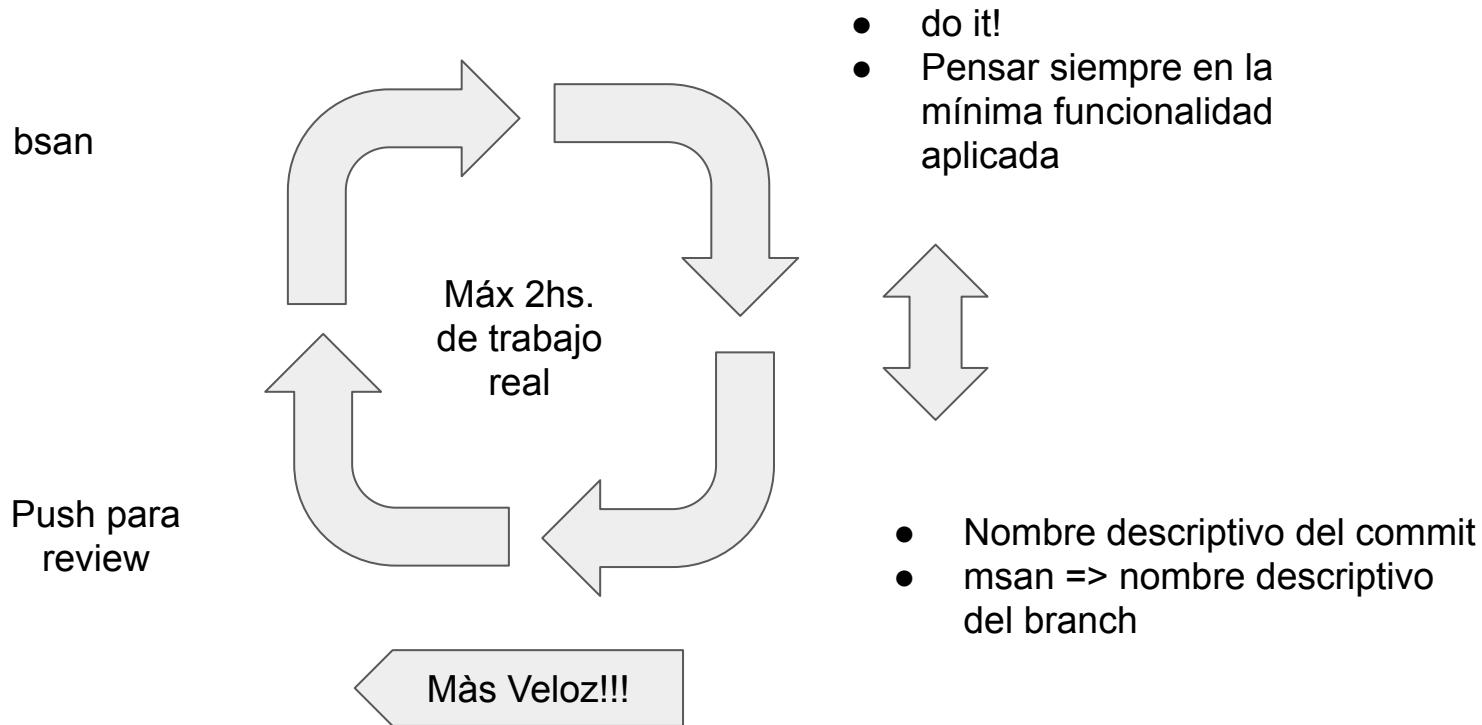 ● do it!
● Pensar siempre en la
mínima funcionalidad
aplicada
bsan
Máx 2hs.
de trabajo
real
Push para
review
● Nombre descriptivo del commit
● msan => nombre descriptivo
del branch
Màs Veloz!!!